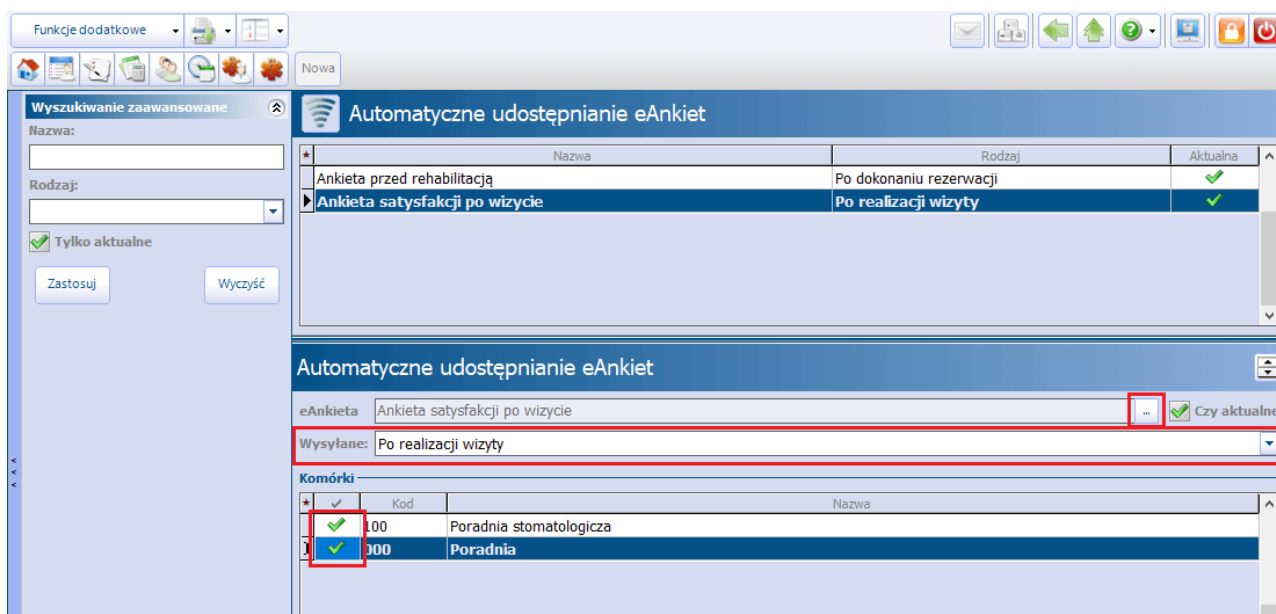 Funkcje dodatkowe
Nowa
Wyszukiwanie zaawansowane
Nazwa:
Rodzaj:
Tylko aktualne
Zastosuj Wyczyść
Automatyczne udostępnianie eAnkiet
Nazwa Rodzaj Aktualna
Ankieta przed rehabilitacją Po dokonaniu rezerwacji
Ankieta satysfakcji po wizycie Po realizacji wizyty
Automatyczne udostępnianie eAnkiet
eAnkieta Ankieta satysfakcji po wizycie ... Czy aktualne
Wysyłane: Po realizacji wizyty
Komórki
Kod Nazwa
100 Poradnia stomatologiczna
000 Poradnia